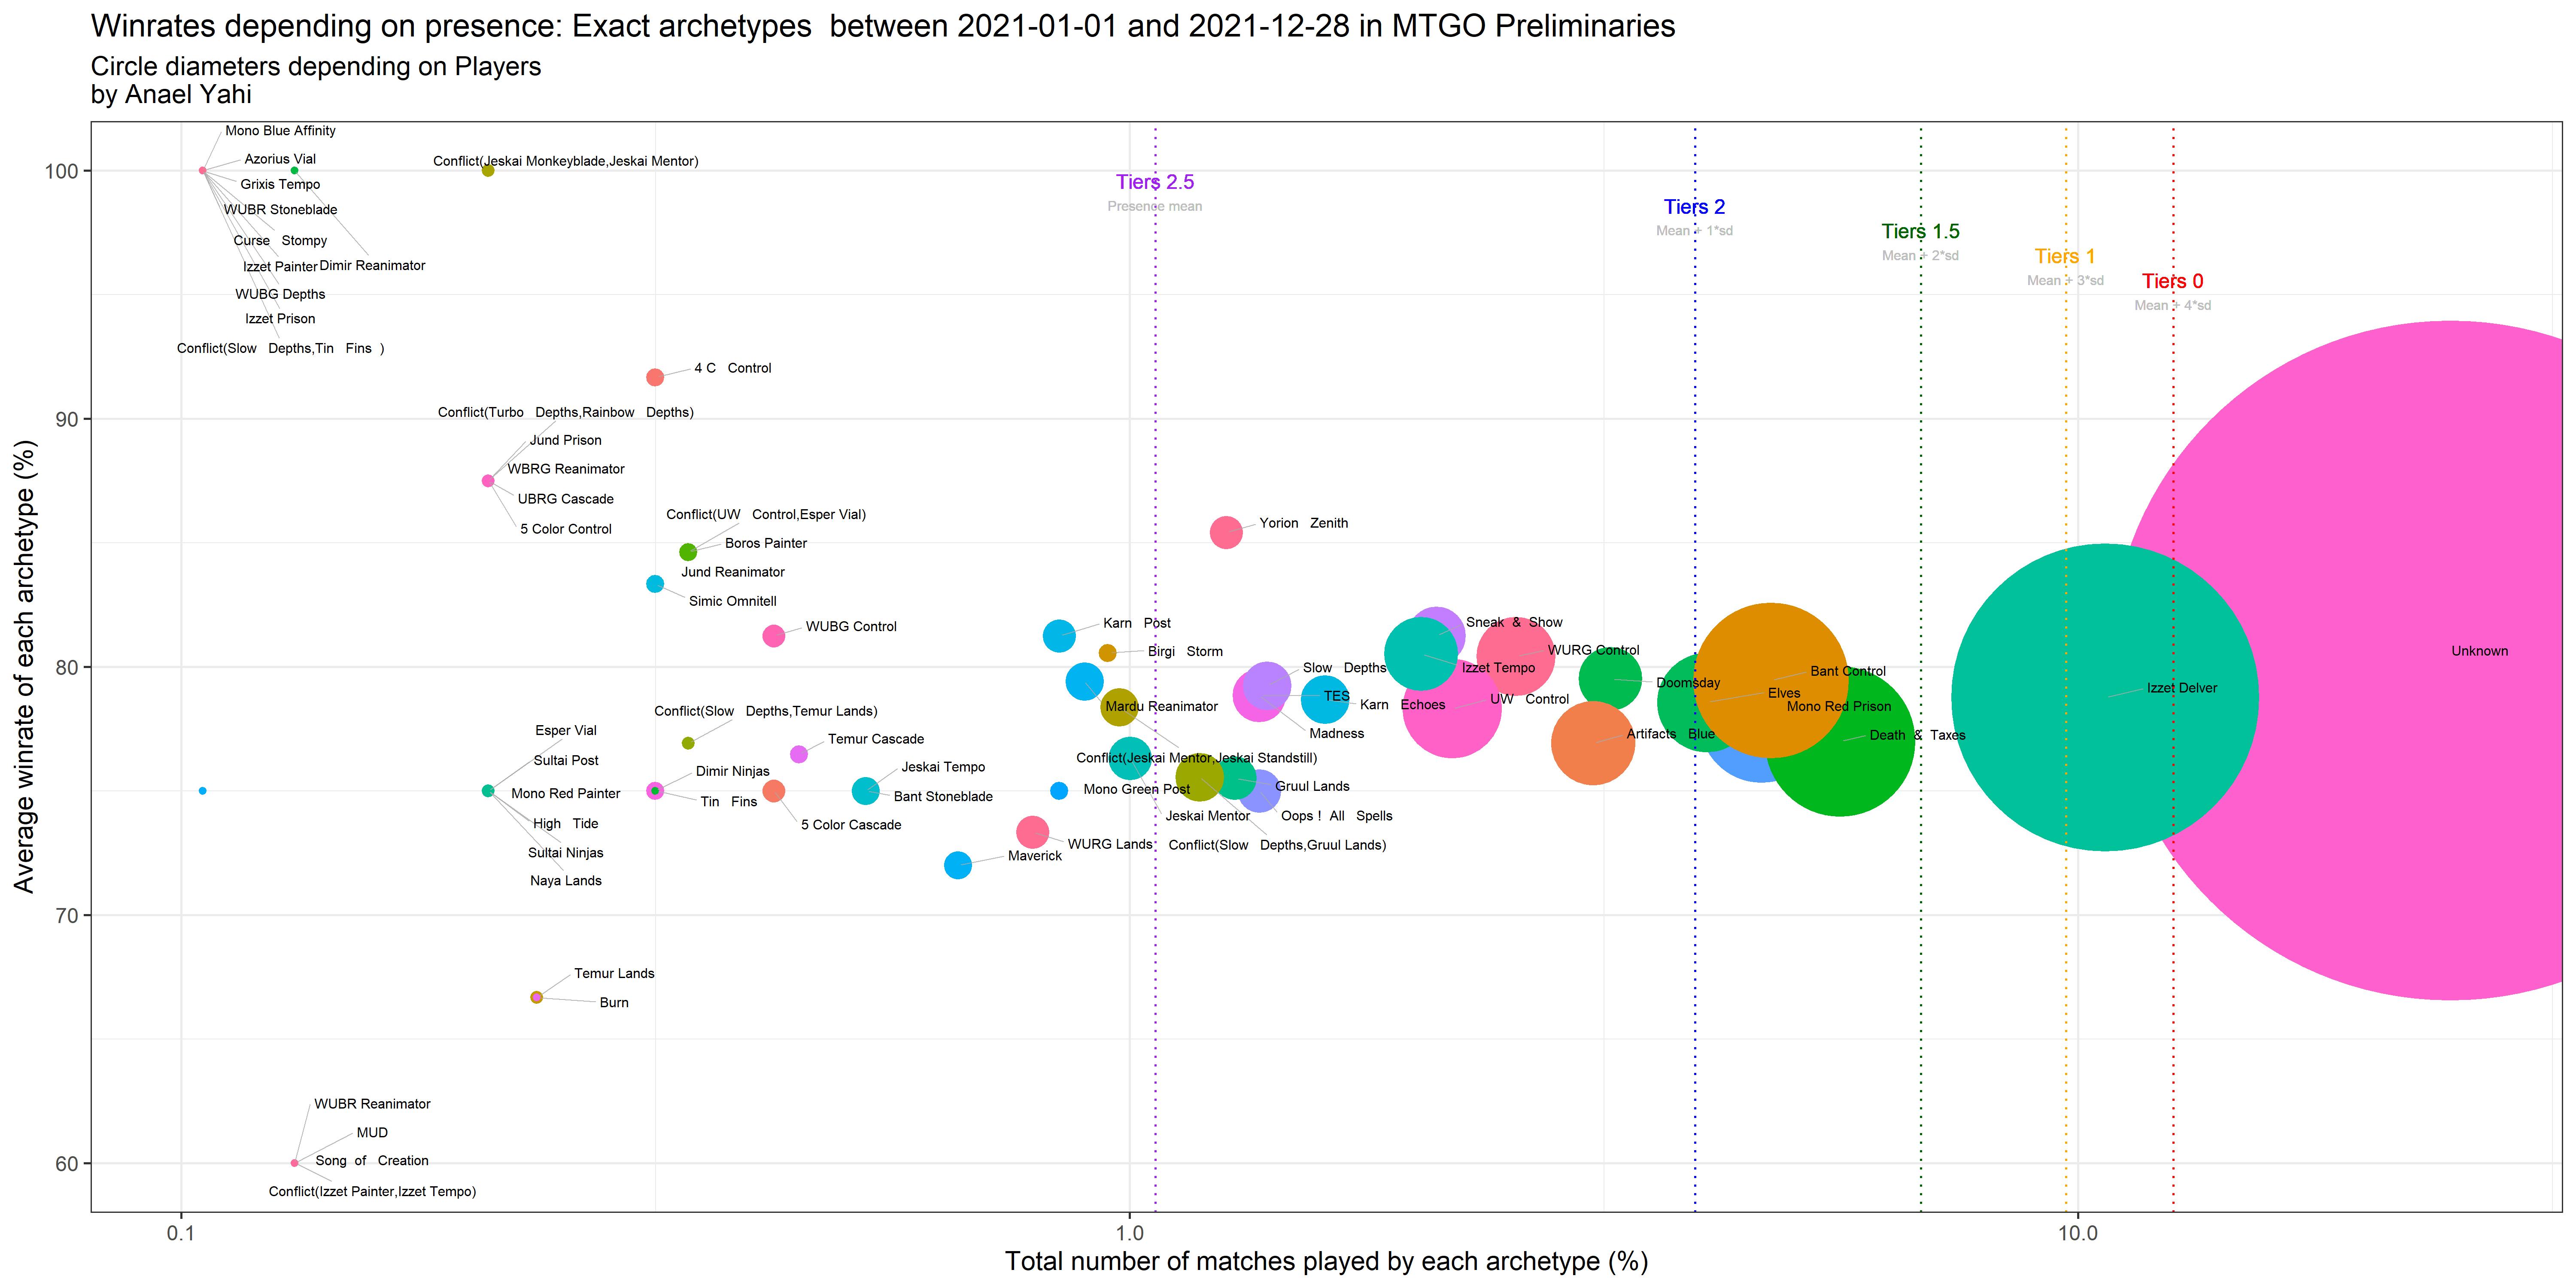 Winrates depending on presence: Exact archetypes  between 2021-01-01 and 2021-12-28 in MTGO Preliminaries
Circle diameters depending on Players
by Anael Yahi
Average winrate of each archetype (%)
100
90
80
70
60
Mono Blue Affinity
Azorius Vial
Grixis Tempo
WUBR Stoneblade
Curse Stompy
Izzet Painter
Dimir Reanimator
WUBG Depths
Izzet Prison
Conflict(Slow Depths,Tin Fins )
Conflict(Jeskai Monkeyblade,Jeskai Mentor)
Tiers 2.5
Presence mean
Tiers 2
Mean + 1*sd
Tiers 1.5
Mean + 2*sd
Tiers 1
Mean + 3*sd
Tiers 0
Mean + 4*sd
4 C Control
Conflict(Turbo Depths,Rainbow Depths)
Jund Prison
WBRG Reanimator
UBRG Cascade
5 Color Control
Conflict(UW Control,Esper Vial)
Boros Painter
Jund Reanimator
Simic Omnitell
Yorion Zenith
WUBG Control
Karn Post
Birgi Storm
Sneak & Show
WURG Control
Unknown
Slow Depths
Izzet Tempo
Bant Control
Doomsday
Izzet Delver
TES
Elves
Karn Echoes
UW Control
Mardu Reanimator
Mono Red Prison
Conflict(Slow Depths,Temur Lands)
Madness
Artifacts Blue
Death & Taxes
Esper Vial
Temur Cascade
Sultai Post
Conflict(Jeskai Mentor,Jeskai Standstill)
Dimir Ninjas
Jeskai Tempo
Mono Red Painter
Tin Fins
Bant Stoneblade
Mono Green Post
Gruul Lands
High Tide
5 Color Cascade
Jeskai Mentor
Oops ! All Spells
Sultai Ninjas
Maverick
WURG Lands
Conflict(Slow Depths,Gruul Lands)
Naya Lands
Temur Lands
Burn
WUBR Reanimator
MUD
Song of Creation
Conflict(Izzet Painter,Izzet Tempo)
0.1
1.0
10.0
Total number of matches played by each archetype (%)